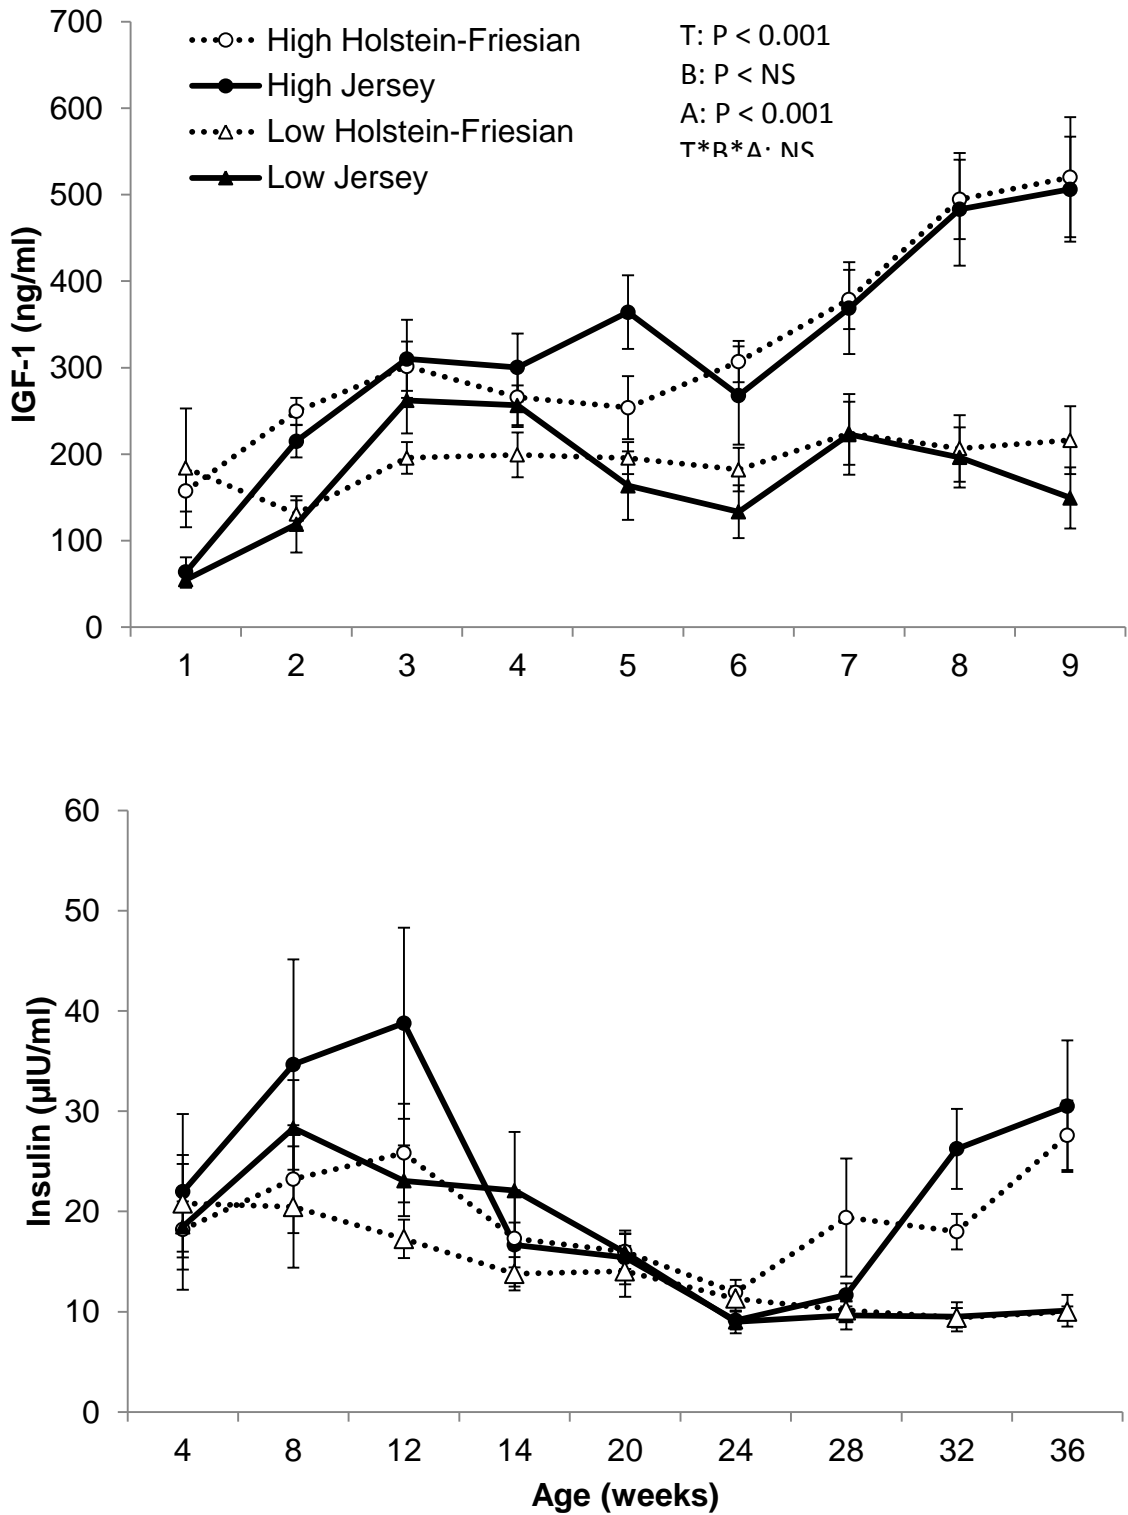 700
600
500
400
300
200
100
0
IGF-1 (ng/ml)
High Holstein-Friesian
High Jersey
Low Holstein-Friesian
Low Jersey
T: P < 0.001
B: P < NS
A: P < 0.001
T*B*A: NS
1 2 3 4 5 6 7 8 9
60
50
40
30
20
10
0
Insulin (µIU/ml)
4 8 12 14 20 24 28 32 36
Age (weeks)